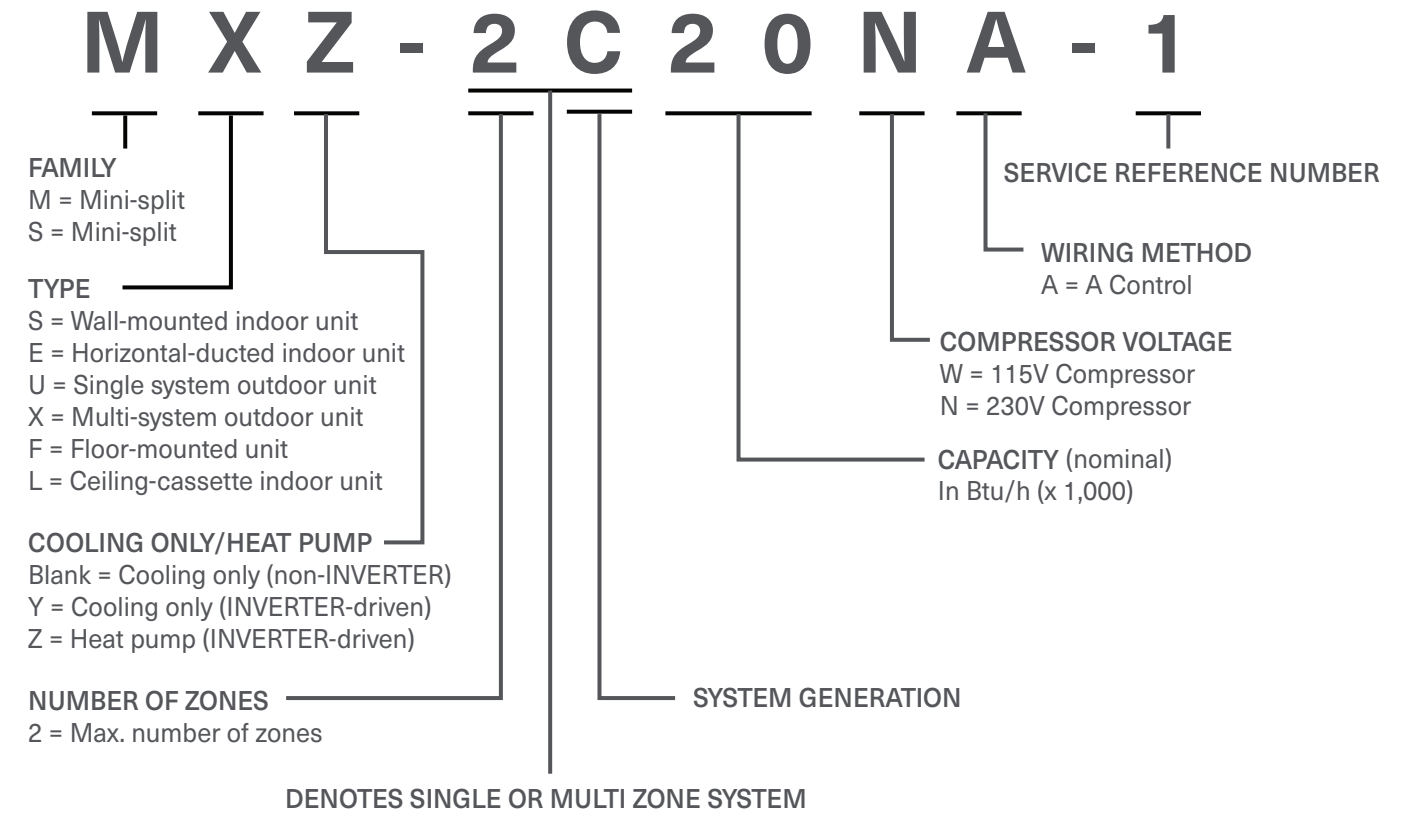 MXZ-2C20NA-1
FAMILY
M = Mini-split
S = Mini-split
TYPE
S = Wall-mounted indoor unit
E = Horizontal-ducted indoor unit
U = Single system outdoor unit
X = Multi-system outdoor unit
F = Floor-mounted unit
L = Ceiling-cassette indoor unit
COOLING ONLY/HEAT PUMP
Blank = Cooling only (non-INVERTER)
Y = Cooling only (INVERTER-driven)
Z = Heat pump (INVERTER-driven)
NUMBER OF ZONES
2 = Max. number of zones
DENOTES SINGLE OR MULTI ZONE SYSTEM
SYSTEM GENERATION
CAPACITY (nominal)
In Btu/h (x 1,000)
COMPRESSOR VOLTAGE
W = 115V Compressor
N = 230V Compressor
WIRING METHOD
A = A Control
SERVICE REFERENCE NUMBER